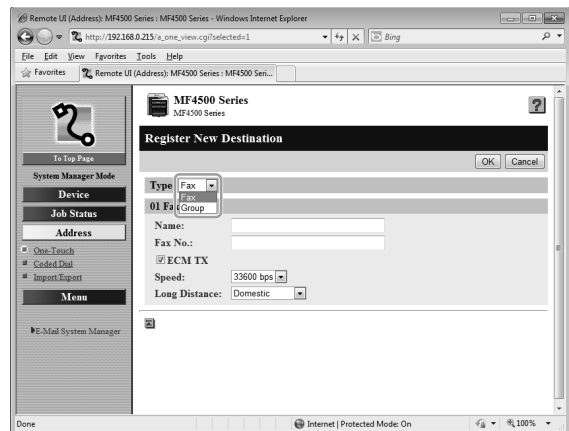 Remote UI (Address): MF4500 Series : MF4500 Series - Windows Internet Explorer
http://192.168.0.215/a_one_view.cgi?selected=1
Bing
File Edit View Favorites Tools Help
Favorites Remote UI (Address): MF4500 Series : MF4500 Seri...
MF4500 Series
MF4500 Series
Register New Destination
OK Cancel
To Top Page
System Manager Mode
Device
Job Status
Address
One-Touch
Coded Dial
Import/Export
Menu
E-Mail System Manager
Type Fax
Fax
Group
01 Fa
Name:
Fax No.:
ECM TX
Speed: 33600 bps
Long Distance: Domestic
Done
Internet | Protected Mode: On
100%